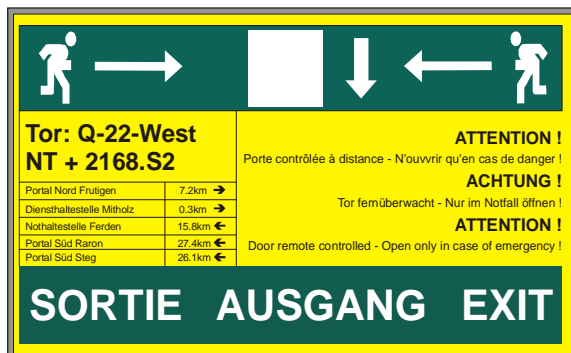 Tor: Q-22-West
NT + 2168.S2
Portal Nord Frutigen 7.2km →
Diensthaltestelle Mitholz 0.3km →
Nothaltestelle Ferden 15.8km ←
Portal Süd Raron 27.4km ←
Portal Süd Steg 26.1km ←
ATTENTION !
Porte contrôlée à distance - N'ouvvrir qu'en cas de danger !
ACHTUNG !
Tor fernüberwacht - Nur im Notfall öffnen !
ATTENTION !
Door remote controlled - Open only in case of emergency !
SORTIE AUSGANG EXIT